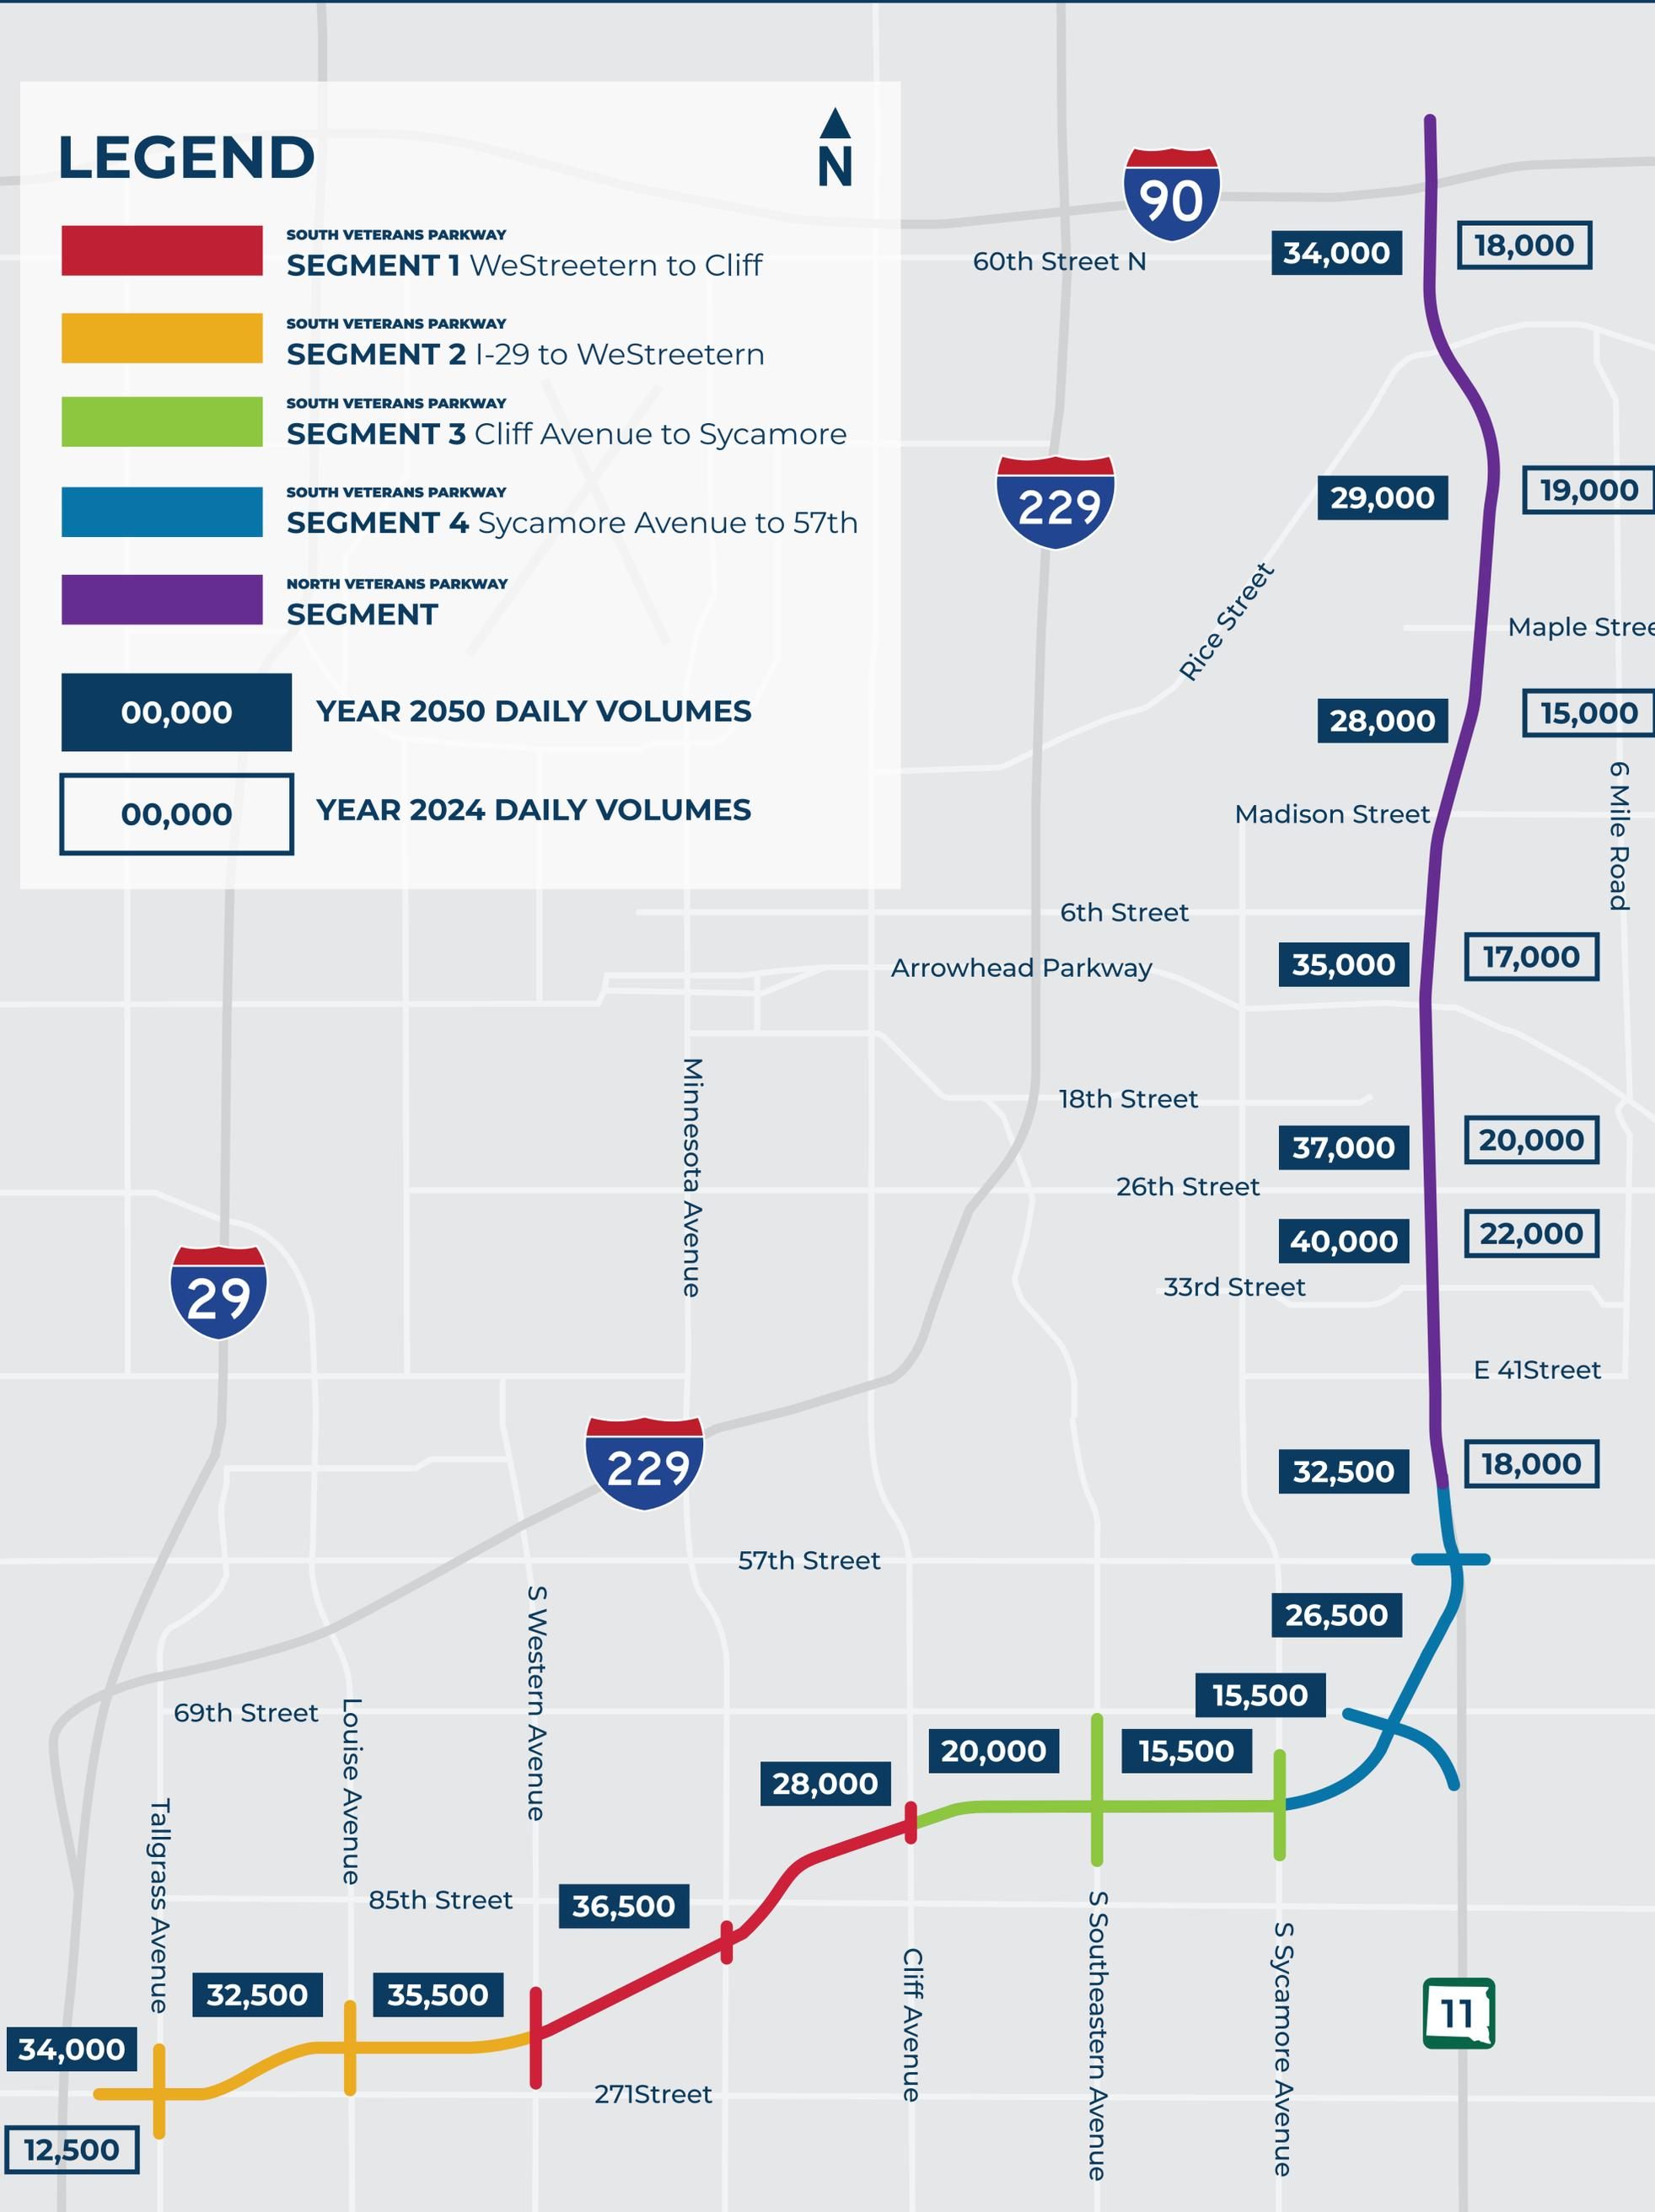 LEGEND
N
SOUTH VETERANS PARKWAY
SEGMENT 1 WeStreetern to Cliff
SOUTH VETERANS PARKWAY
SEGMENT 2 I-29 to WeStreetern
SOUTH VETERANS PARKWAY
SEGMENT 3 Cliff Avenue to Sycamore
SOUTH VETERANS PARKWAY
SEGMENT 4 Sycamore Avenue to 57th
NORTH VETERANS PARKWAY
SEGMENT
00,000 YEAR 2050 DAILY VOLUMES
00,000 YEAR 2024 DAILY VOLUMES
90
60th Street N
34,000
18,000
229
29,000
19,000
Rice Street
Maple Stree
28,000
15,000
6 Mile Road
Madison Street
6th Street
Arrowhead Parkway
35,000
17,000
Minnesota Avenue
18th Street
37,000
20,000
26th Street
40,000
22,000
29
33rd Street
E 41Street
229
32,500
18,000
57th Street
S Western Avenue
26,500
15,500
69th Street
Louise Avenue
20,000
15,500
28,000
Tallgrass Avenue
85th Street
36,500
S Southeastern Avenue
S Sycamore Avenue
Cliff Avenue
32,500
35,500
11
34,000
271Street
12,500